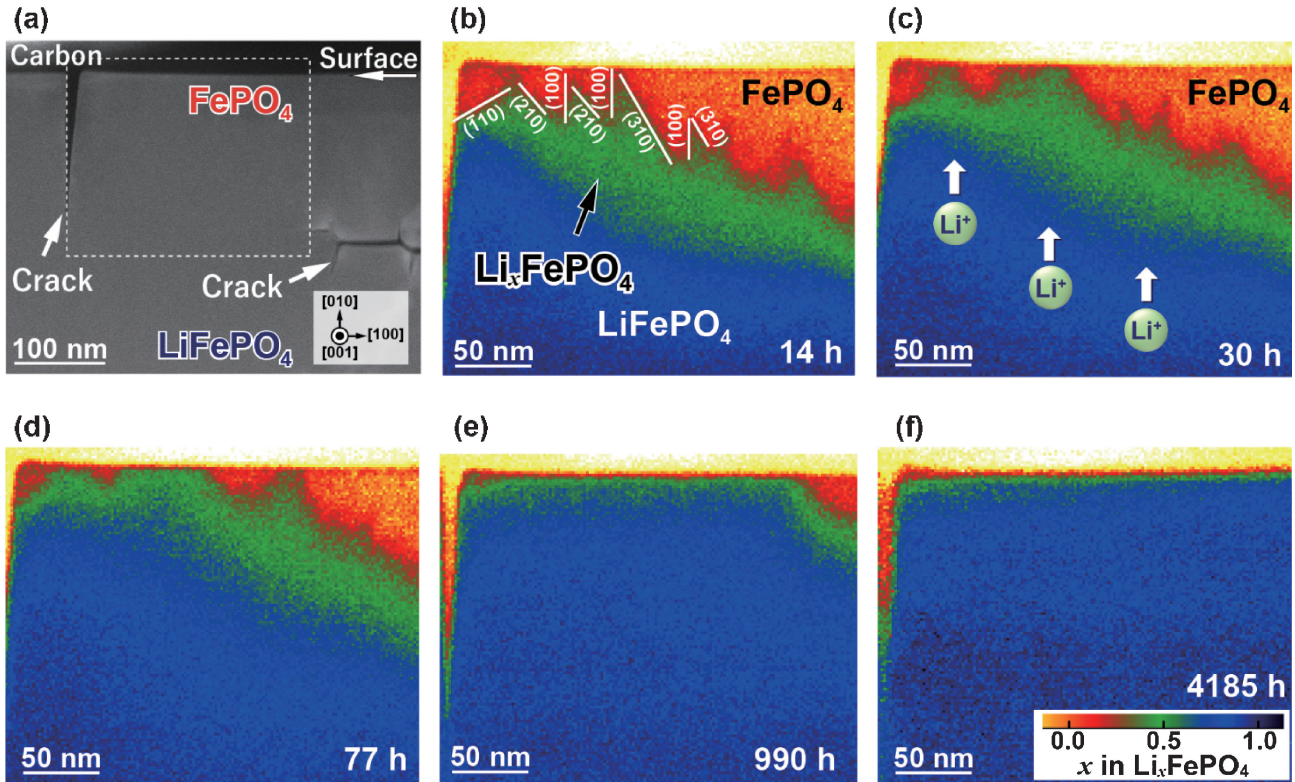 (a)
Carbon
Surface
FePO₄
Crack
Crack
[010]
[100]
[001]
100 nm
LiFePO₄
(b)
FePO₄
(1̄10)
(210)
(100)
(210)
(100)
(310)
(100)
(310)
LiₓFePO₄
LiFePO₄
50 nm
14 h
(c)
FePO₄
Li⁺
Li⁺
Li⁺
50 nm
30 h
(d)
50 nm
77 h
(e)
50 nm
990 h
(f)
4185 h
50 nm
0.0 0.5 1.0
x in LiₓFePO₄